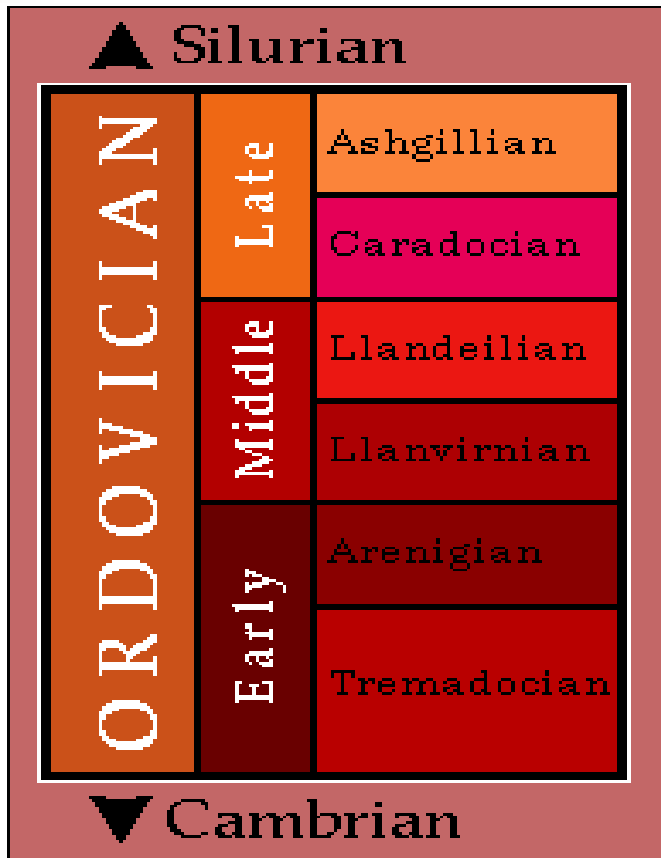 Silurian
ORDOVICIAN
Late
Ashgillian
Caradocian
Middle
Llandeilian
Llanvirnian
Early
Arenigian
Tremadocian
Cambrian